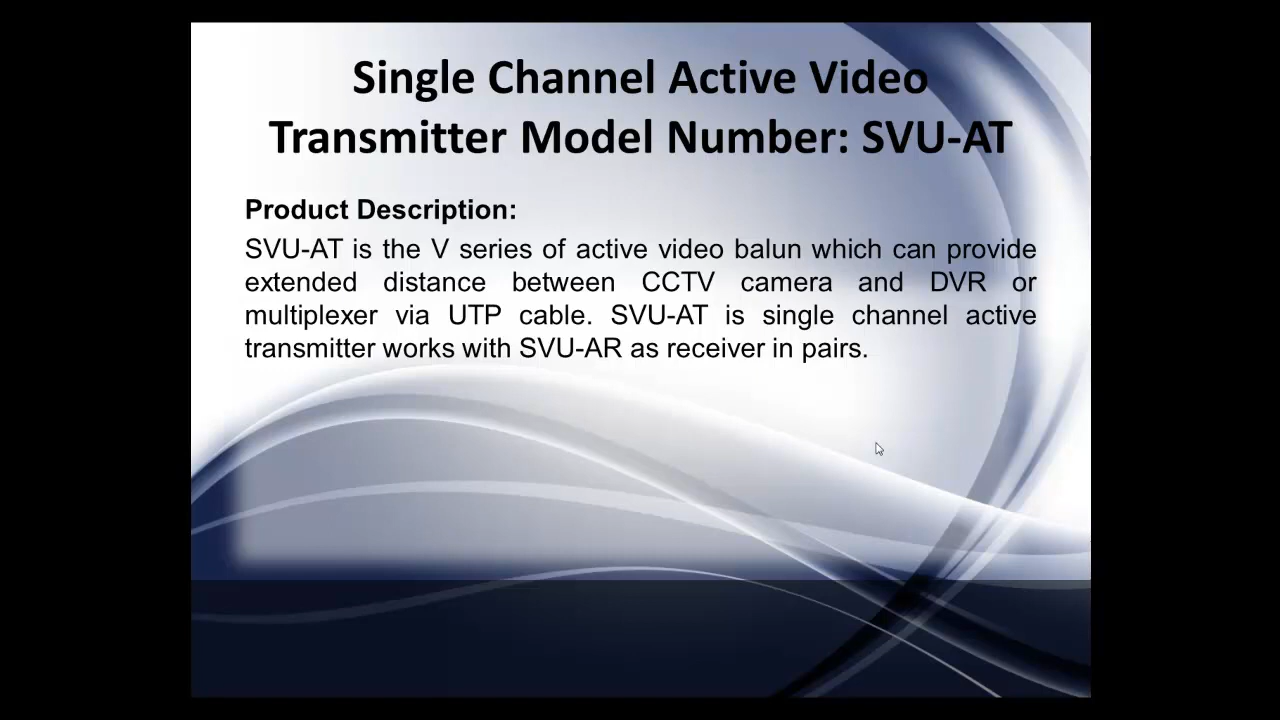 Single Channel Active Video
Transmitter Model Number: SVU-AT
Product Description:
SVU-AT is the V series of active video balun which can provide
extended distance between CCTV camera and DVR or
multiplexer via UTP cable. SVU-AT is single channel active
transmitter works with SVU-AR as receiver in pairs.